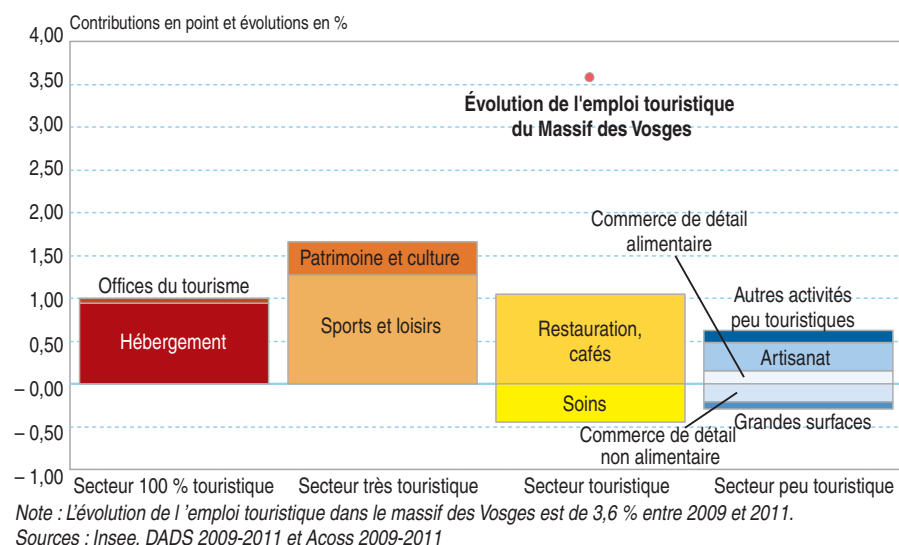 Contributions en point et évolutions en %
4,00
3,50
3,00
2,50
2,00
1,50
1,00
0,50
– 0,00
– 0,50
– 1,00
Évolution de l'emploi touristique
du Massif des Vosges
Offices du tourisme
Hébergement
Patrimoine et culture
Sports et loisirs
Restauration,
cafés
Soins
Commerce de détail
alimentaire
Autres activités
peu touristiques
Artisanat
Grandes surfaces
Commerce de détail
non alimentaire
Secteur 100 % touristique
Secteur très touristique
Secteur touristique
Secteur peu touristique
Note : L'évolution de l 'emploi touristique dans le massif des Vosges est de 3,6 % entre 2009 et 2011.
Sources : Insee, DADS 2009-2011 et Acoss 2009-2011